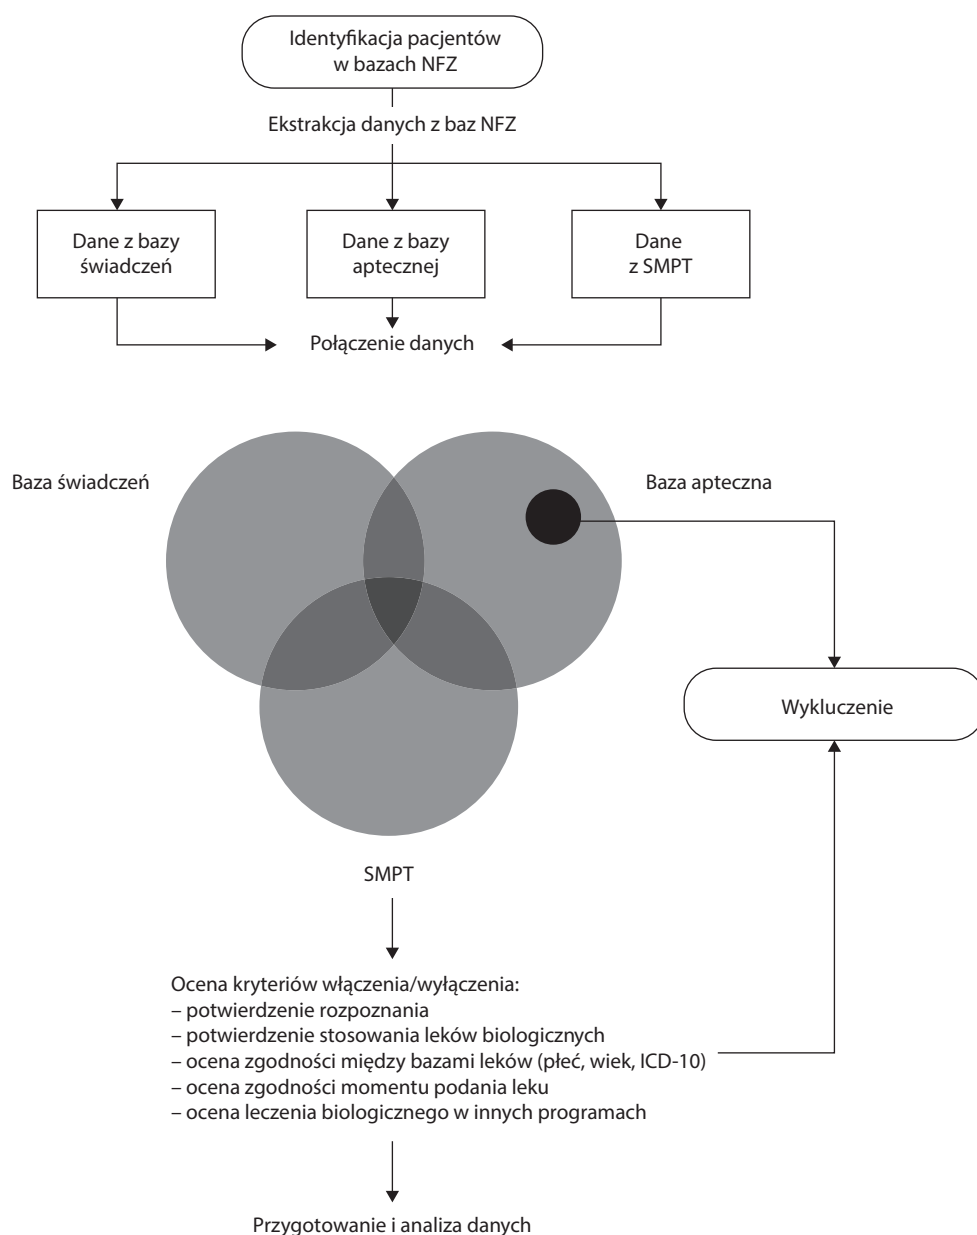 Identyfikacja pacjentów
w bazach NFZ
Ekstrakcja danych z baz NFZ
Dane z bazy
świadczeń
Dane z bazy
aptecznej
Dane
z SMPT
Połączenie danych
Baza świadczeń
Baza apteczna
Wykluczenie
SMPT
Ocena kryteriów włączenia/wyłączenia:
– potwierdzenie rozpoznania
– potwierdzenie stosowania leków biologicznych
– ocena zgodności między bazami leków (płeć, wiek, ICD-10)
– ocena zgodności momentu podania leku
– ocena leczenia biologicznego w innych programach
Przygotowanie i analiza danych